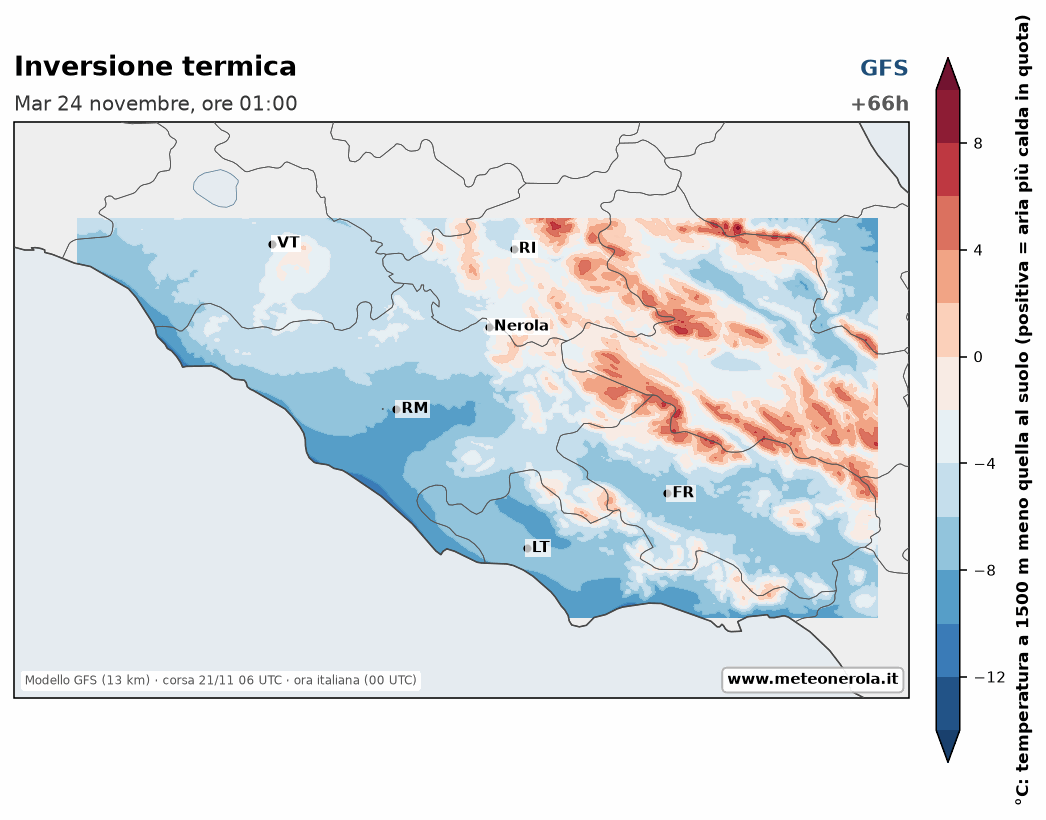 Inversione termica
GFS
Mar 24 novembre, ore 01:00
+66h
VT
RI
Nerola
RM
FR
LT
Modello GFS (13 km) · corsa 21/11 06 UTC · ora italiana (00 UTC)
www.meteonerola.it
8
4
0
−4
−8
−12
°C: temperatura a 1500 m meno quella al suolo (positiva = aria più calda in quota)